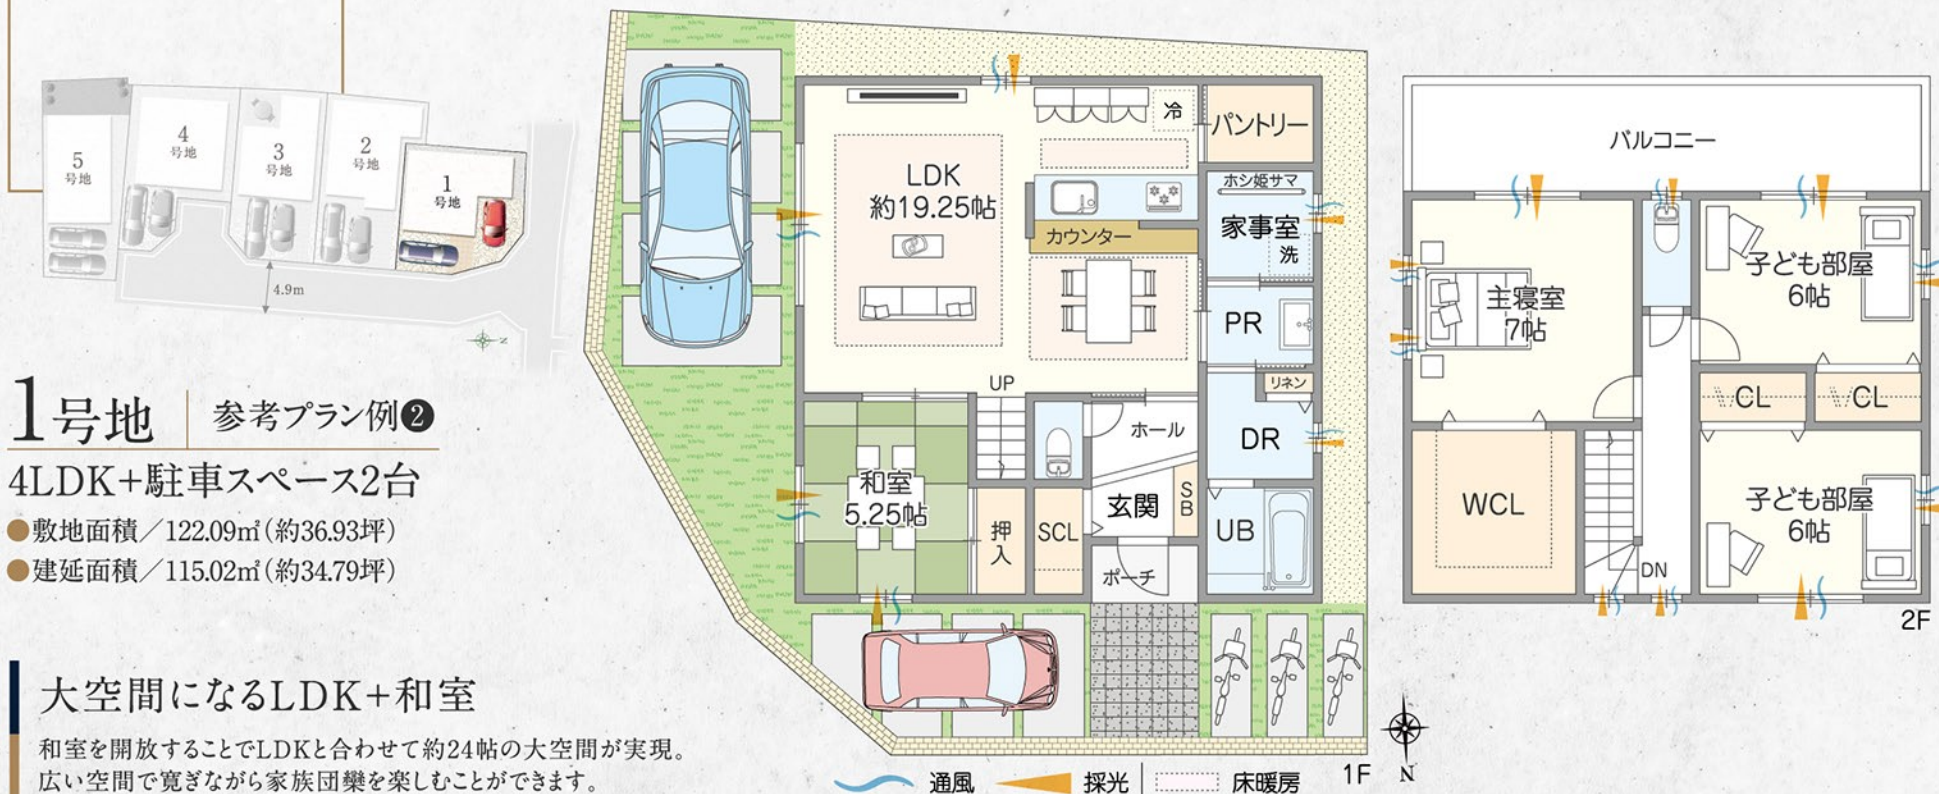 5
号地
4
号地
3
号地
2
号地
1
号地
4.9m
N
1号地 参考プラン例❷
4LDK+駐車スペース2台
●敷地面積／122.09㎡(約36.93坪)
●建延面積／115.02㎡(約34.79坪)
大空間になるLDK+和室
和室を開放することでLDKと合わせて約24帖の大空間が実現。
広い空間で寛ぎながら家族団欒を楽しむことができます。
LDK
約19.25帖
冷
パントリー
ホシ姫サマ
家事室
洗
カウンター
PR
リネン
UP
ホール
DR
和室
5.25帖
押入
SCL
玄関
SB
UB
ポーチ
1F
バルコニー
主寝室
7帖
子ども部屋
6帖
CL
CL
WCL
子ども部屋
6帖
DN
2F
通風
採光
床暖房
N